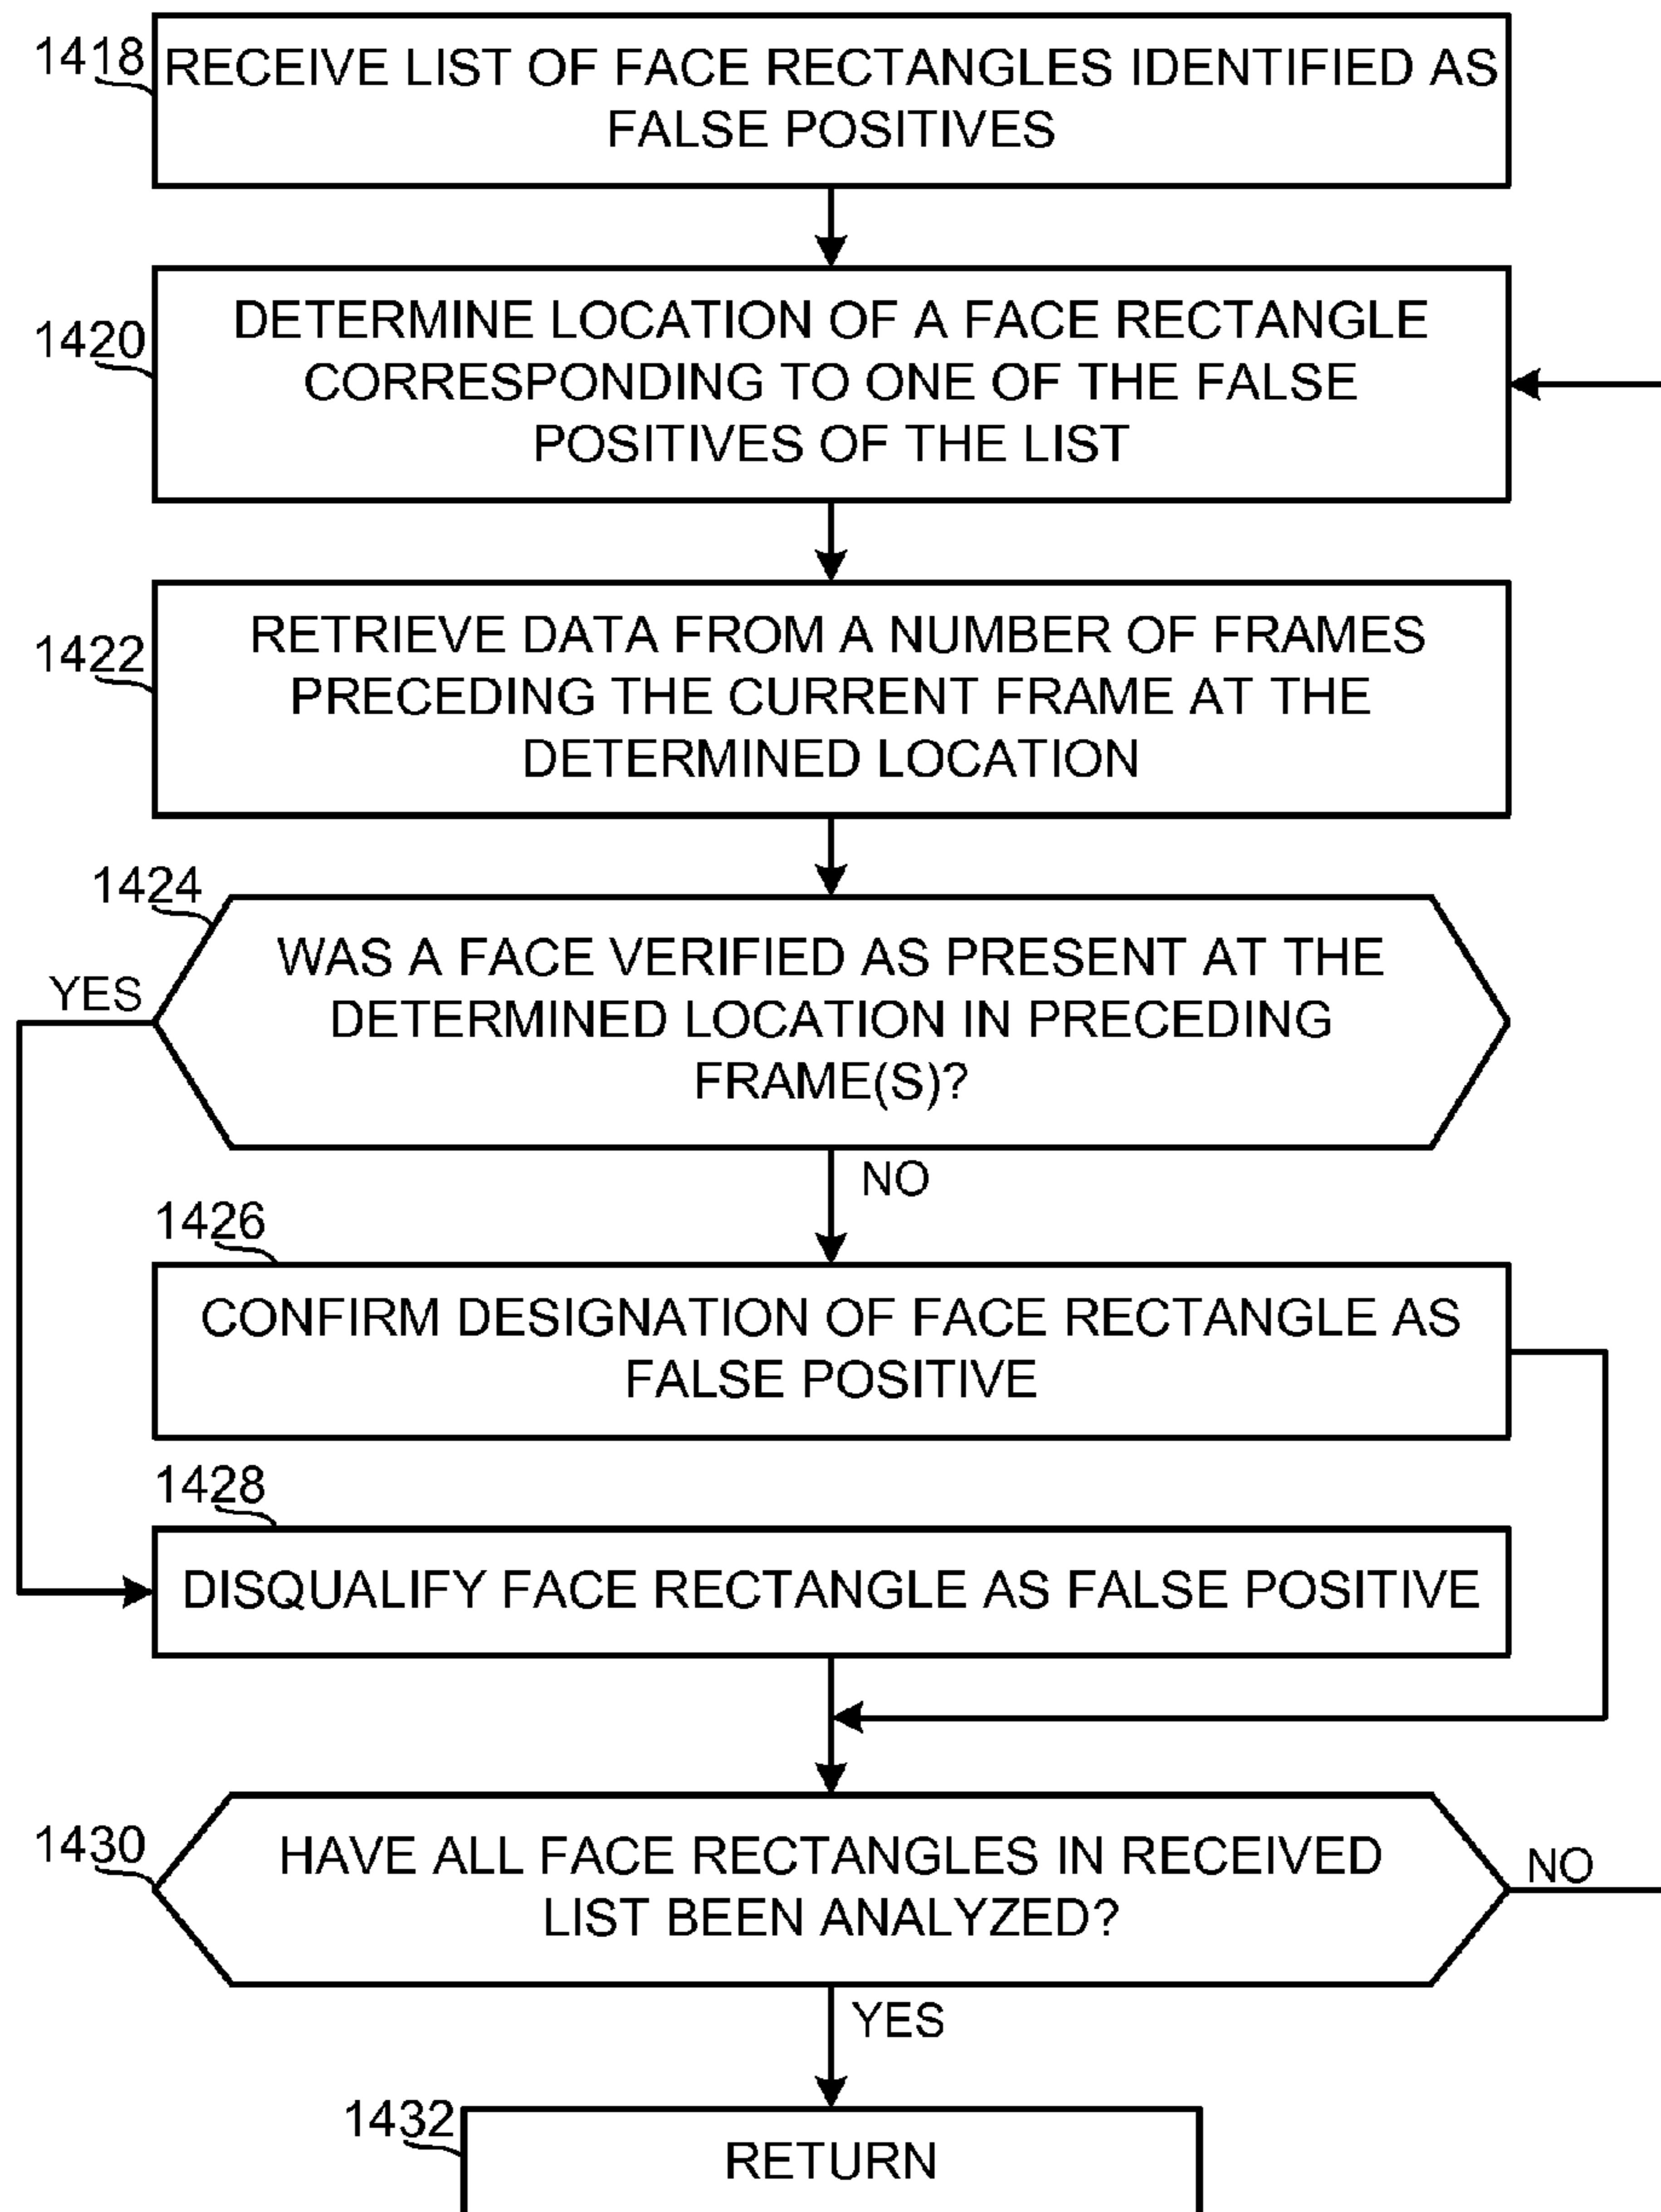 1418
RECEIVE LIST OF FACE RECTANGLES IDENTIFIED AS
FALSE POSITIVES
1420
DETERMINE LOCATION OF A FACE RECTANGLE
CORRESPONDING TO ONE OF THE FALSE
POSITIVES OF THE LIST
1422
RETRIEVE DATA FROM A NUMBER OF FRAMES
PRECEDING THE CURRENT FRAME AT THE
DETERMINED LOCATION
1424
WAS A FACE VERIFIED AS PRESENT AT THE
DETERMINED LOCATION IN PRECEDING
FRAME(S)?
YES
NO
1426
CONFIRM DESIGNATION OF FACE RECTANGLE AS
FALSE POSITIVE
1428
DISQUALIFY FACE RECTANGLE AS FALSE POSITIVE
1430
HAVE ALL FACE RECTANGLES IN RECEIVED
LIST BEEN ANALYZED?
NO
YES
1432
RETURN